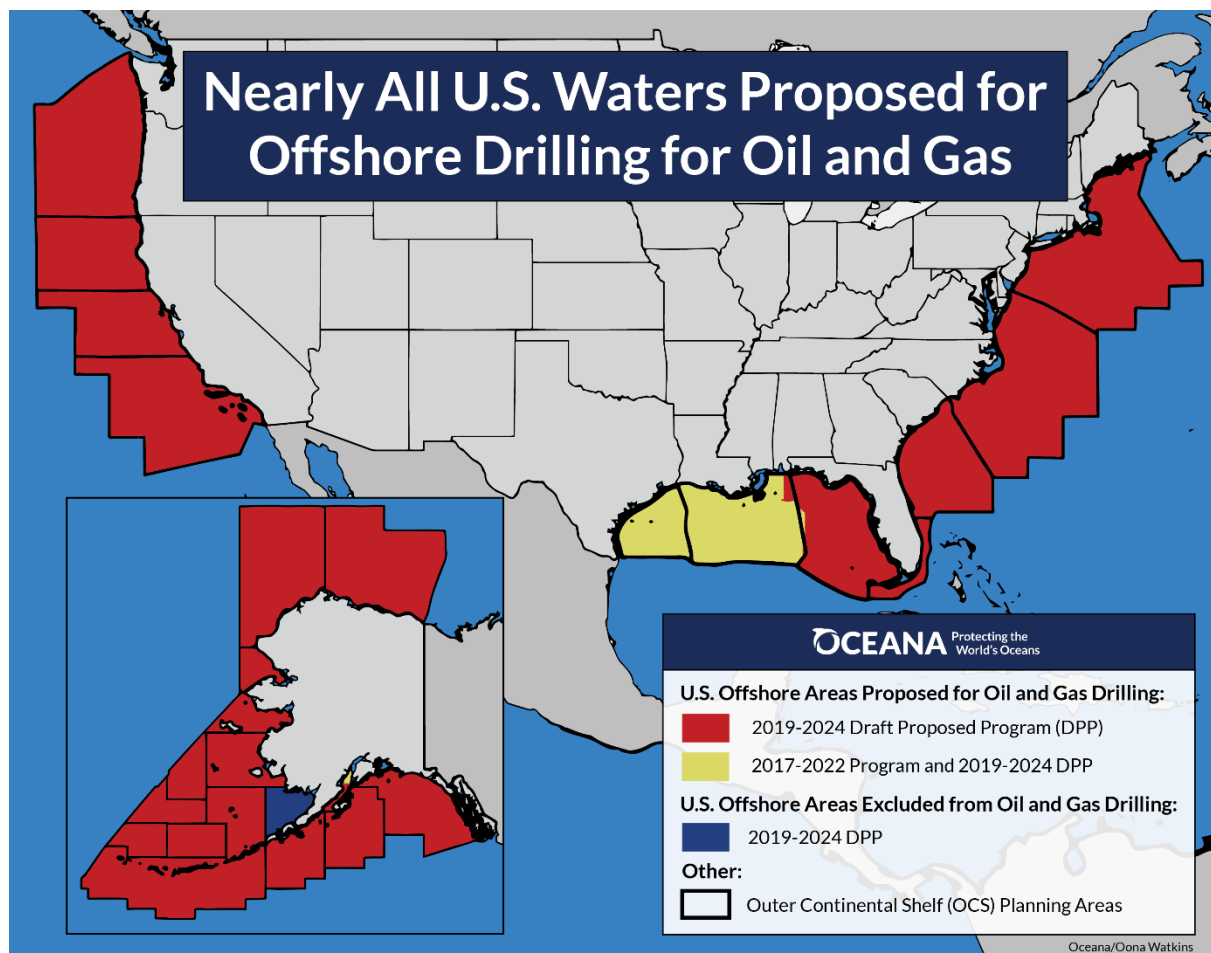 Nearly All U.S. Waters Proposed for
Offshore Drilling for Oil and Gas
OCEANA Protecting the
World's Oceans
U.S. Offshore Areas Proposed for Oil and Gas Drilling:
2019-2024 Draft Proposed Program (DPP)
2017-2022 Program and 2019-2024 DPP
U.S. Offshore Areas Excluded from Oil and Gas Drilling:
2019-2024 DPP
Other:
Outer Continental Shelf (OCS) Planning Areas
Oceana/Oona Watkins